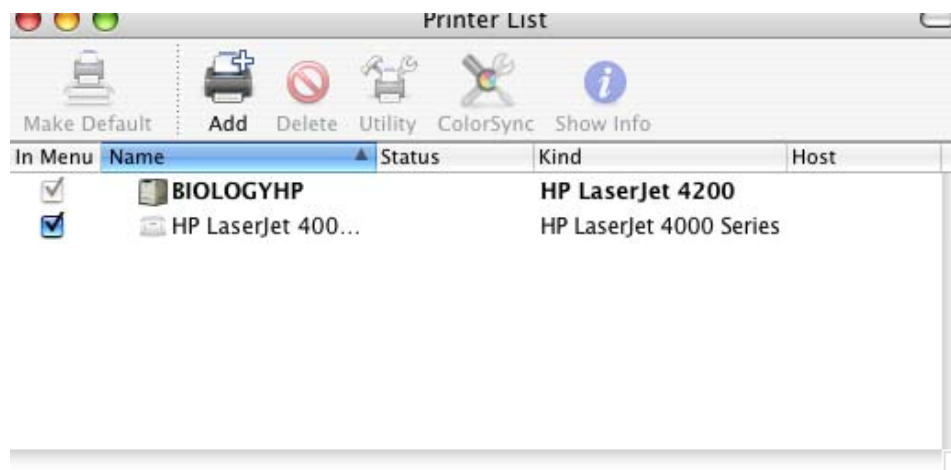 Printer List
Make Default Add Delete Utility ColorSync Show Info
In Menu Name Status Kind Host
BIOLOGYHP HP LaserJet 4200
HP LaserJet 400... HP LaserJet 4000 Series